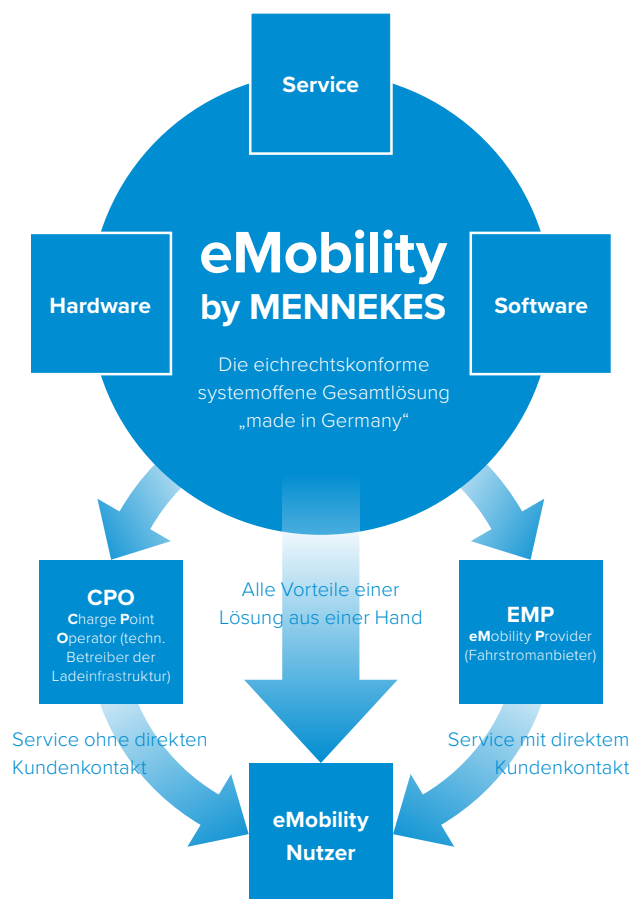 Service
Hardware
eMobility
by MENNEKES
Software
Die eichrechtskonforme
systemoffene Gesamtlösung
„made in Germany“
CPO
Charge Point
Operator (techn.
Betreiber der
Ladeinfrastruktur)
Alle Vorteile einer
Lösung aus einer Hand
EMP
eMobility Provider
(Fahrstromanbieter)
Service ohne direkten
Kundenkontakt
Service mit direktem
Kundenkontakt
eMobility
Nutzer